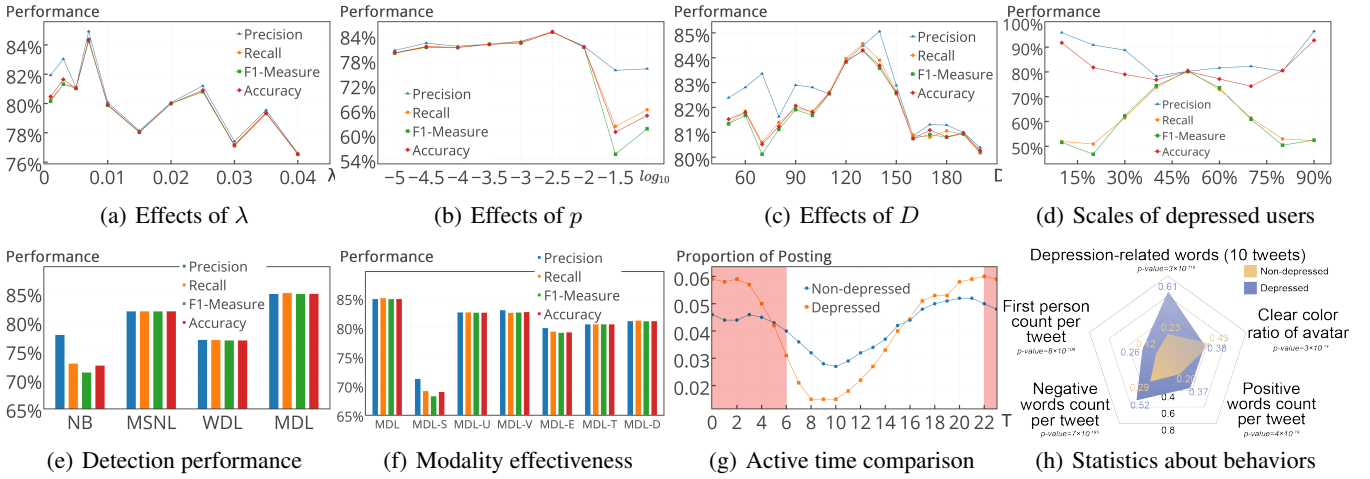 Performance
84%
82%
80%
78%
76%
Precision
Recall
F1-Measure
Accuracy
0 0.01 0.02 0.03 0.04 λ
(a) Effects of λ
Performance
84%
78%
72%
66%
60%
54%
Precision
Recall
F1-Measure
Accuracy
−5 −4.5 −4 −3.5 −3 −2.5 −2 −1.5 log10
(b) Effects of p
Performance
84%
83%
82%
81%
80%
Precision
Recall
F1-Measure
Accuracy
60 90 120 150 180 D
(c) Effects of D
Performance
100%
90%
80%
70%
60%
50%
Precision
Recall
F1-Measure
Accuracy
15% 30% 45% 60% 75% 90%
(d) Scales of depressed users
Performance
85%
80%
75%
70%
65%
Precision
Recall
F1-Measure
Accuracy
NB MSNL WDL MDL
(e) Detection performance
Performance
85%
80%
75%
70%
65%
Precision
Recall
F1-Measure
Accuracy
MDL MDL-S MDL-U MDL-V MDL-E MDL-T MDL-D
(f) Modality effectiveness
Proportion of Posting
0.06
0.05
0.04
0.03
0.02
Non-depressed
Depressed
0 2 4 6 8 10 12 14 16 18 20 22 T
(g) Active time comparison
Depression-related words (10 tweets)
Non-depressed
Depressed
0.61
First person
count per
tweet
Clear color
ratio of avatar
0.23
0.12
0.43
0.26
0.38
0.29
0.37
0.52
0.4
0.6
0.8
Negative
words count
per tweet
Positive
words count
per tweet
(h) Statistics about behaviors